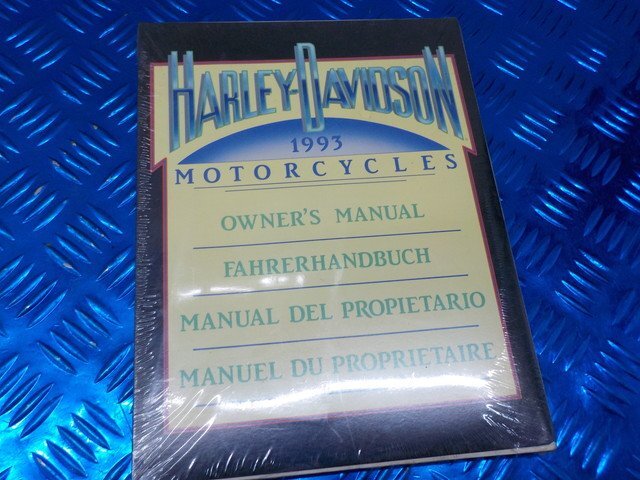 HARLEY-DAVIDSON
1993
MOTORCYCLES
OWNER'S MANUAL
FAHRERHANDBUCH
MANUAL DEL PROPIETARIO
MANUEL DU PROPRIETAIRE